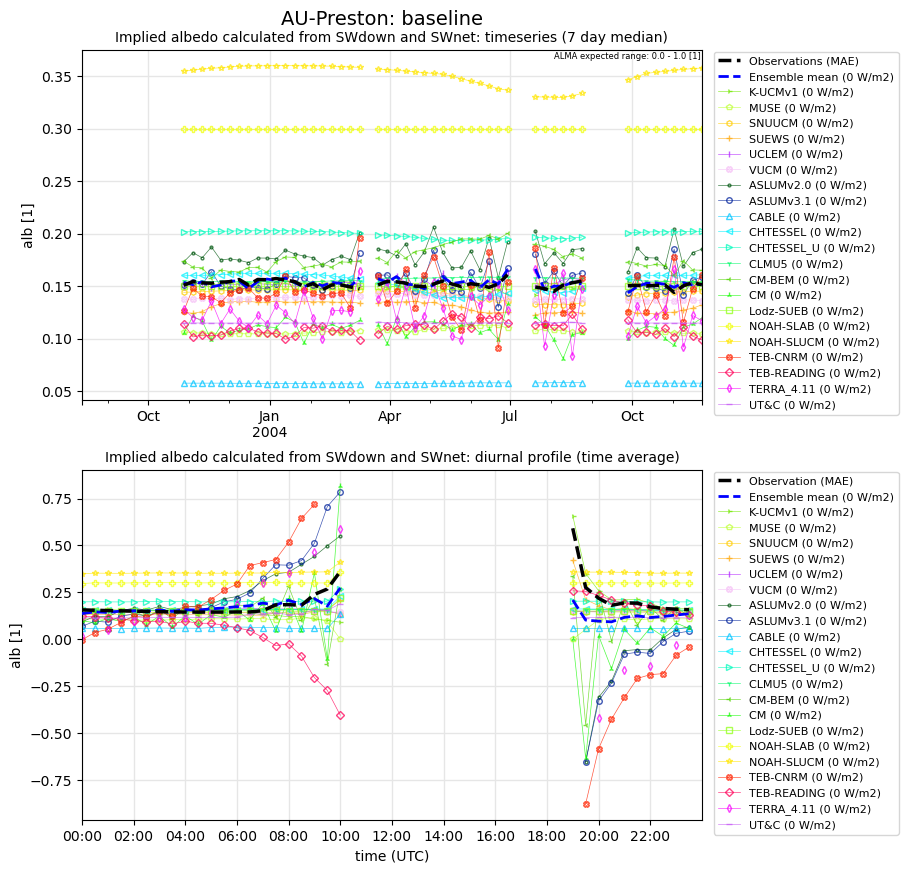 AU-Preston: baseline
Implied albedo calculated from SWdown and SWnet: timeseries (7 day median)
ALMA expected range: 0.0 - 1.0 [1]
alb [1]
0.35
0.30
0.25
0.20
0.15
0.10
0.05
Oct
Jan
2004
Apr
Jul
Oct
Observations (MAE)
Ensemble mean (0 W/m2)
K-UCMv1 (0 W/m2)
MUSE (0 W/m2)
SNUUCM (0 W/m2)
SUEWS (0 W/m2)
UCLEM (0 W/m2)
VUCM (0 W/m2)
ASLUMv2.0 (0 W/m2)
ASLUMv3.1 (0 W/m2)
CABLE (0 W/m2)
CHTESSEL (0 W/m2)
CHTESSEL_U (0 W/m2)
CLMU5 (0 W/m2)
CM-BEM (0 W/m2)
CM (0 W/m2)
Lodz-SUEB (0 W/m2)
NOAH-SLAB (0 W/m2)
NOAH-SLUCM (0 W/m2)
TEB-CNRM (0 W/m2)
TEB-READING (0 W/m2)
TERRA_4.11 (0 W/m2)
UT&C (0 W/m2)
Implied albedo calculated from SWdown and SWnet: diurnal profile (time average)
alb [1]
0.75
0.50
0.25
0.00
−0.25
−0.50
−0.75
00:00
02:00
04:00
06:00
08:00
10:00
12:00
14:00
16:00
18:00
20:00
22:00
time (UTC)
Observation (MAE)
Ensemble mean (0 W/m2)
K-UCMv1 (0 W/m2)
MUSE (0 W/m2)
SNUUCM (0 W/m2)
SUEWS (0 W/m2)
UCLEM (0 W/m2)
VUCM (0 W/m2)
ASLUMv2.0 (0 W/m2)
ASLUMv3.1 (0 W/m2)
CABLE (0 W/m2)
CHTESSEL (0 W/m2)
CHTESSEL_U (0 W/m2)
CLMU5 (0 W/m2)
CM-BEM (0 W/m2)
CM (0 W/m2)
Lodz-SUEB (0 W/m2)
NOAH-SLAB (0 W/m2)
NOAH-SLUCM (0 W/m2)
TEB-CNRM (0 W/m2)
TEB-READING (0 W/m2)
TERRA_4.11 (0 W/m2)
UT&C (0 W/m2)